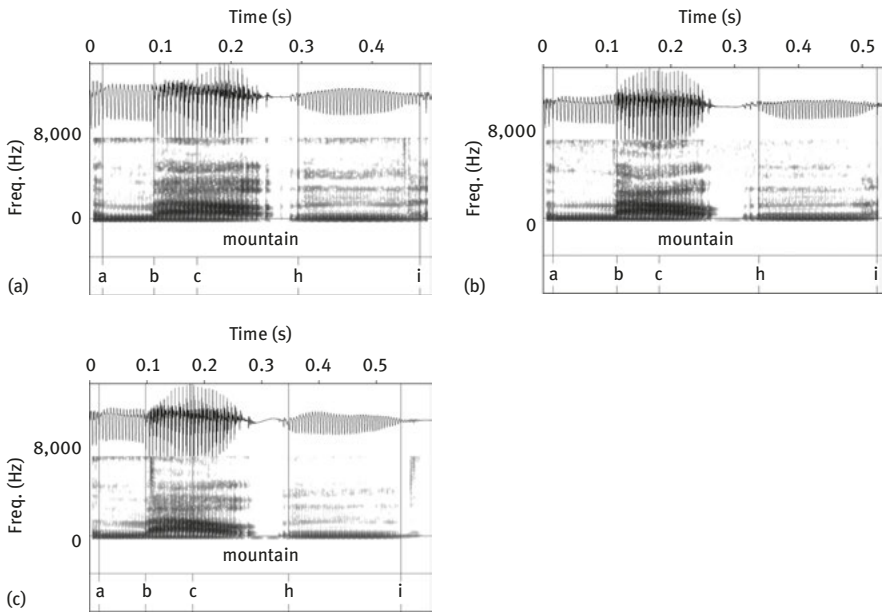 Time (s)
0 0.1 0.2 0.3 0.4
8,000
Freq. (Hz)
0
mountain
a b c h i
(a)
Time (s)
0 0.1 0.2 0.3 0.4 0.5
8,000
Freq. (Hz)
0
mountain
a b c h i
(b)
Time (s)
0 0.1 0.2 0.3 0.4 0.5
8,000
Freq. (Hz)
0
mountain
a b c h i
(c)